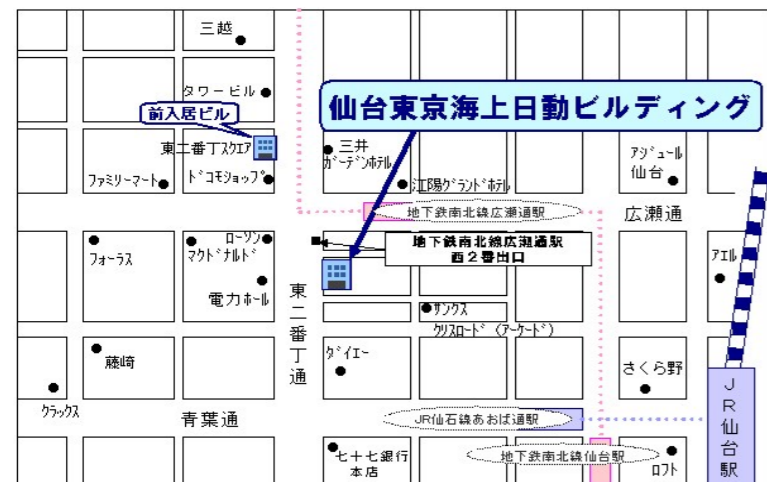 三越
タワービル
前入居ビル
仙台東京海上日動ビルディング
東二番丁スクエア
三井
ガーデンホテル
アジュール
仙台
ファミリーマート
ドコモショップ
江陽グランドホテル
地下鉄南北線広瀬通駅
広瀬通
フォーラス
マクドナルド
ローソン
地下鉄南北線広瀬通駅
西2番出口
アエル
電力ホール
東二番丁通
サンクス
クリスロード (アーケード)
藤崎
ダイエー
さくら野
クラックス
青葉通
JR仙石線あおば通駅
JR仙台駅
七十七銀行
本店
地下鉄南北線仙台駅
ロフト